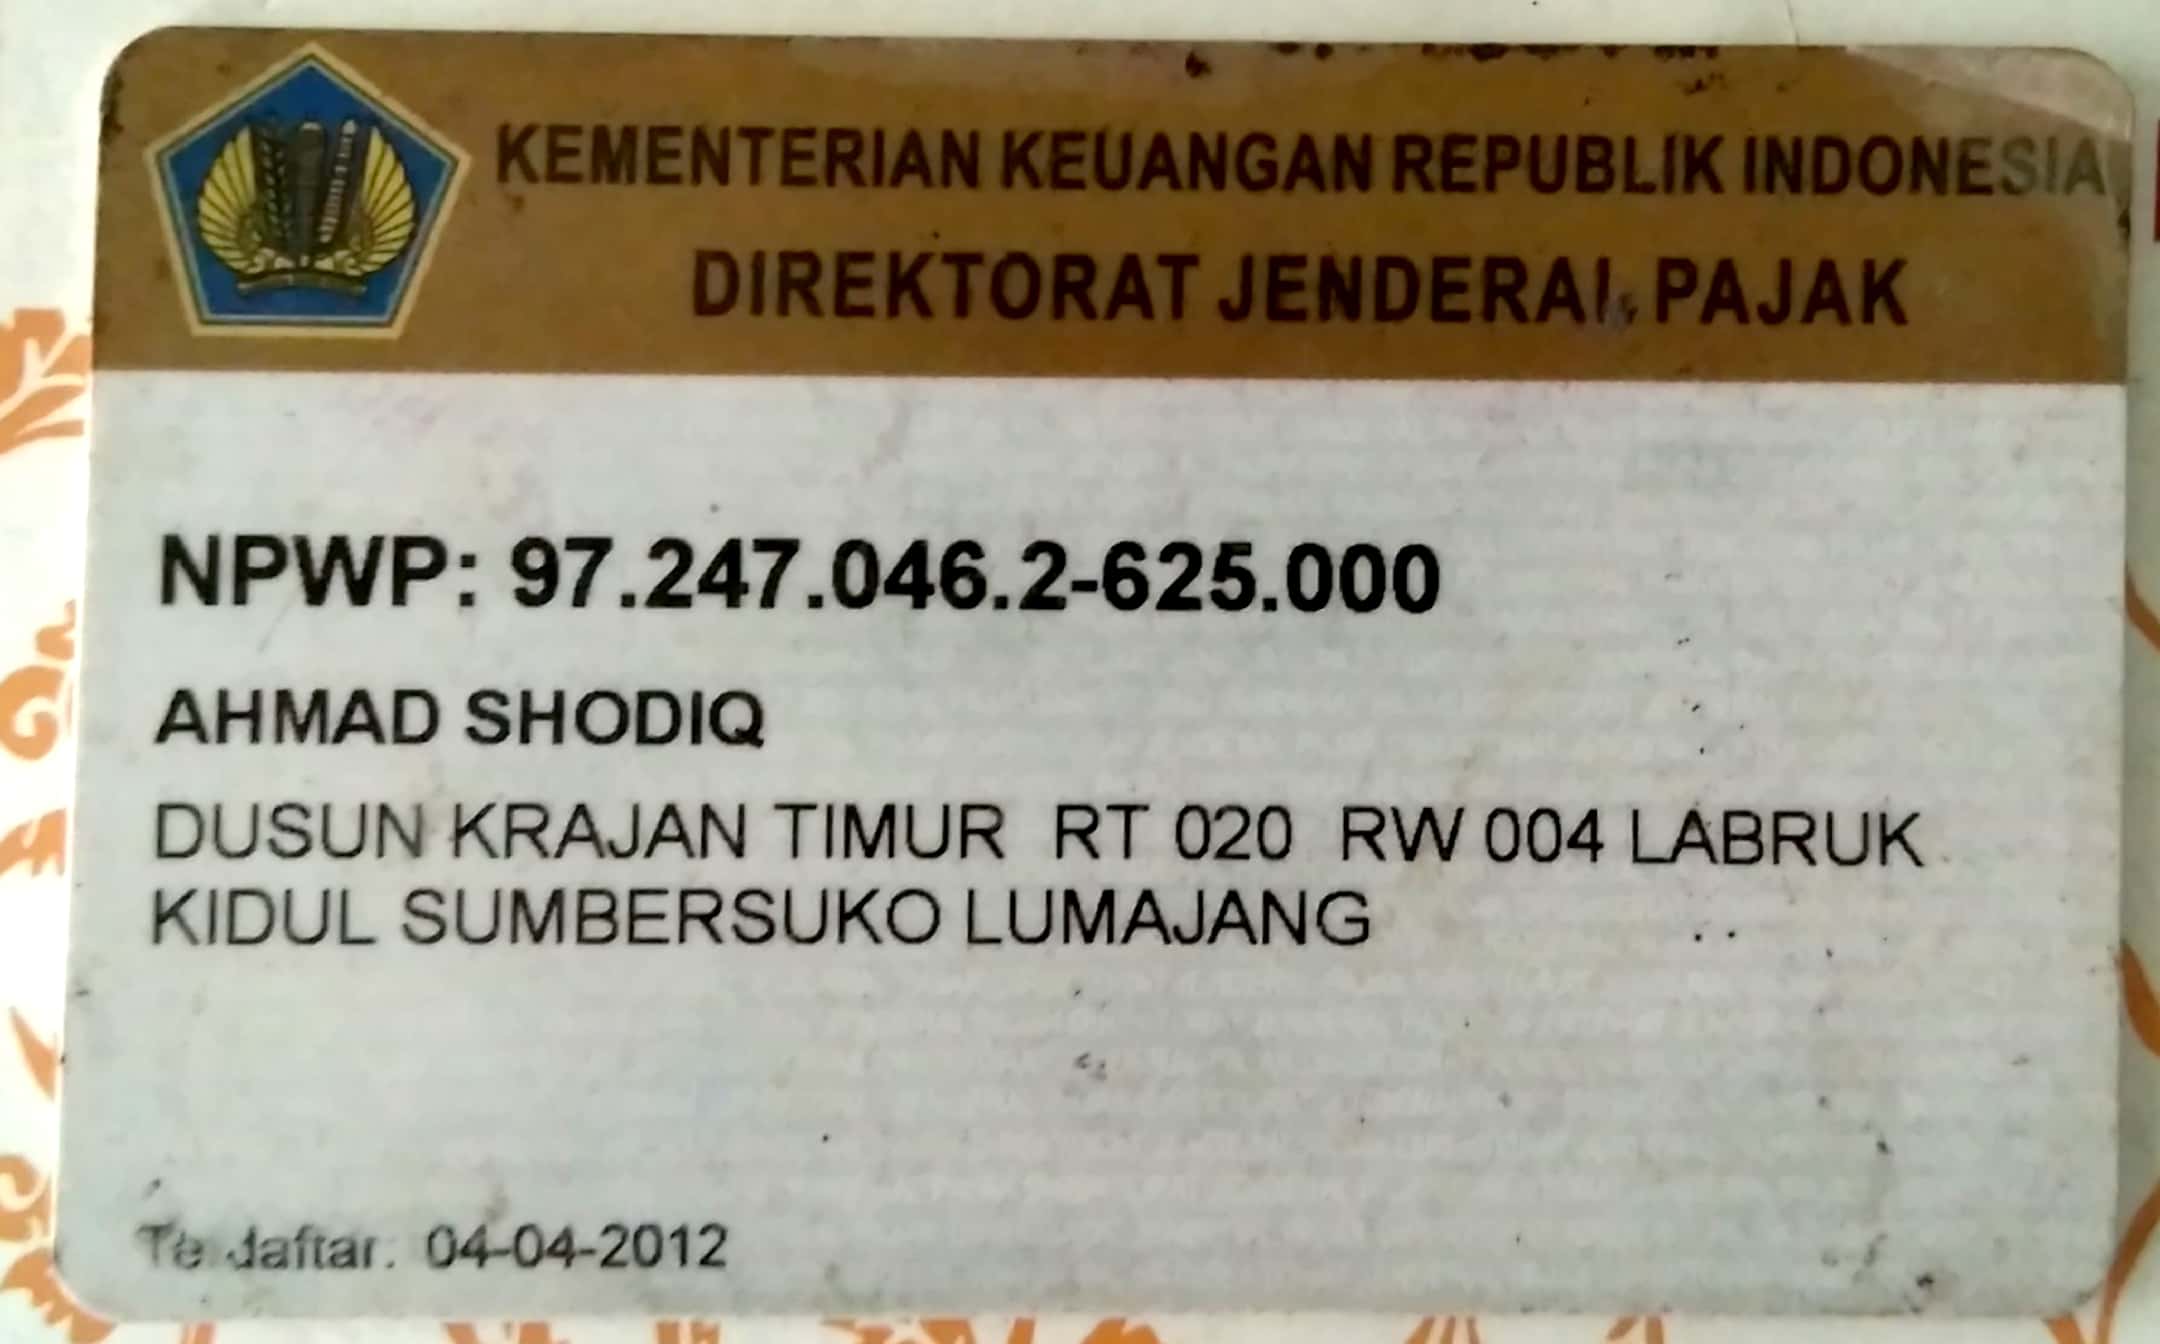 KEMENTERIAN KEUANGAN REPUBLIK INDONESIA
DIREKTORAT JENDERAL PAJAK
NPWP: 97.247.046.2-625.000
AHMAD SHODIQ
DUSUN KRAJAN TIMUR RT 020 RW 004 LABRUK
KIDUL SUMBERSUKO LUMAJANG
Terdaftar: 04-04-2012